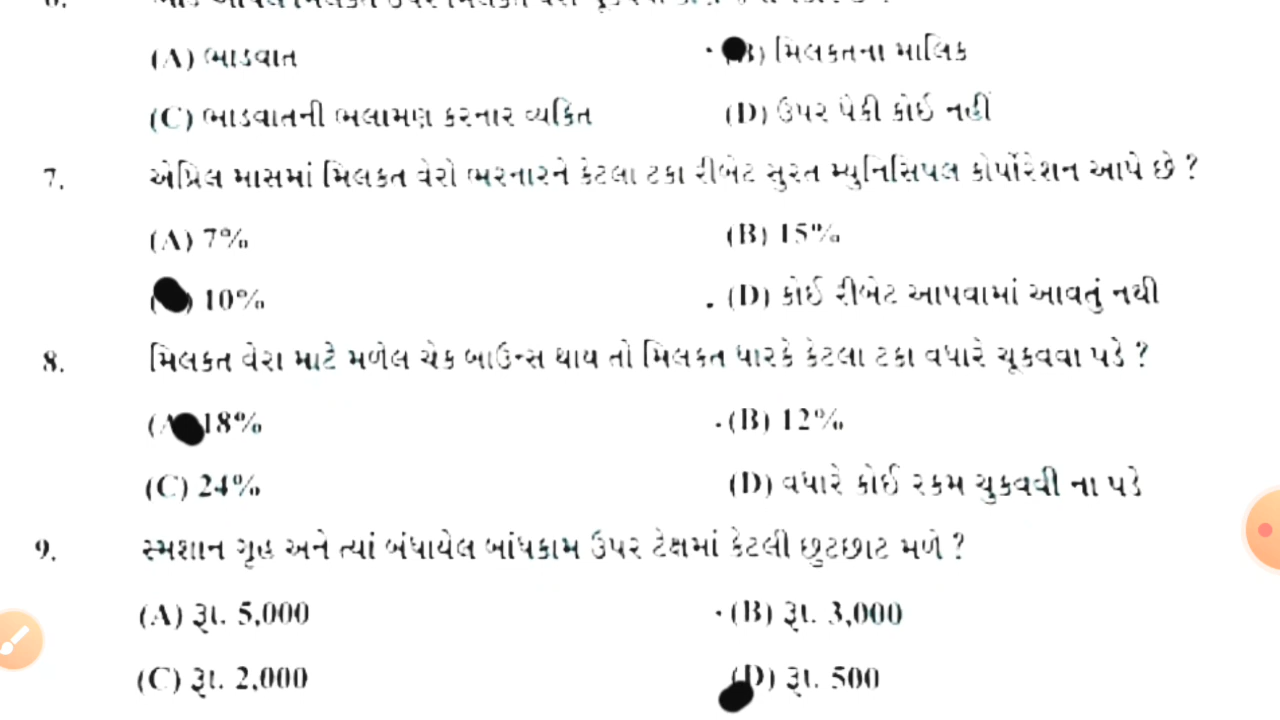 (A) ભાડવાત (B) મિલકતના માલિક
(C) ભાડવાતની ભલામણ કરનાર વ્યકિત (D) ઉપર પૈકી કોઈ નહીં
7. એપ્રિલ માસમાં મિલકત વેરો ભરનારને કેટલા ટકા રીબેટ સુરત મ્યુનિસિપલ કોર્પોરેશન આપે છે ?
(A) 7% (B) 15%
10% (D) કોઈ રીબેટ આપવામાં આવતું નથી
8. મિલકત વેરા માટે મળેલ ચેક બાઉન્સ થાય તો મિલકત ધારકે કેટલા ટકા વધારે ચૂકવવા પડે ?
(A 18% (B) 12%
(C) 24% (D) વધારે કોઈ રકમ ચુકવવી ના પડે
9. સ્મશાન ગૃહ અને ત્યાં બંધાયેલ બાંધકામ ઉપર ટેક્ષમાં કેટલી છુટછાટ મળે ?
(A) રૂા. 5,000 (B) રૂા. 3,000
(C) રૂા. 2,000 (D) રૂા. 500